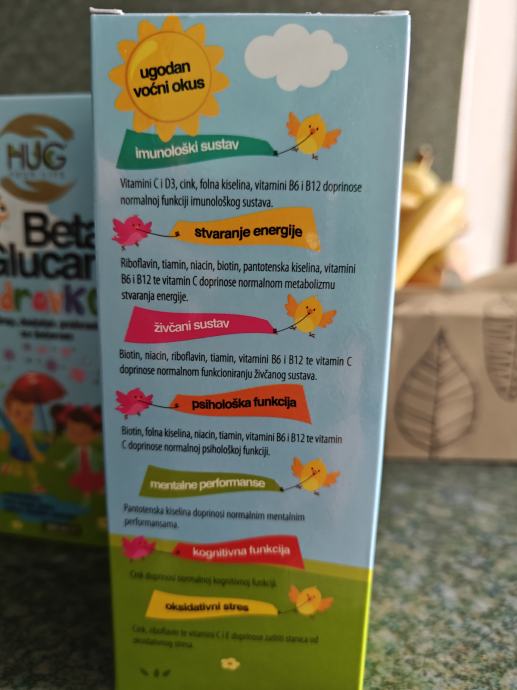 ugodan
voćni okus
imunološki sustav
Vitamini C i D3, cink, folna kiselina, vitamini B6 i B12 doprinose
normalnoj funkciji imunološkog sustava.
stvaranje energije
Riboflavin, tiamin, niacin, biotin, pantotenska kiselina, vitamini
B6 i B12 te vitamin C doprinose normalnom metabolizmu
stvaranja energije.
živčani sustav
Biotin, niacin, riboflavin, tiamin, vitamini B6 i B12 te vitamin C
doprinose normalnom funkcioniranju živčanog sustava.
psihološka funkcija
Biotin, folna kiselina, niacin, tiamin, vitamini B6 i B12 te vitamin
C doprinose normalnoj psihološkoj funkciji.
mentalne performanse
Pantotenska kiselina doprinosi normalnim mentalnim
performansama.
kognitivna funkcija
Cink doprinosi normalnoj kognitivnoj funkciji.
oksidativni stres
Cink, riboflavin te vitamini C i E doprinose zaštiti stanica od
oksidativnog stresa.
HUG
YOUR LIFE
Beta
Glucan